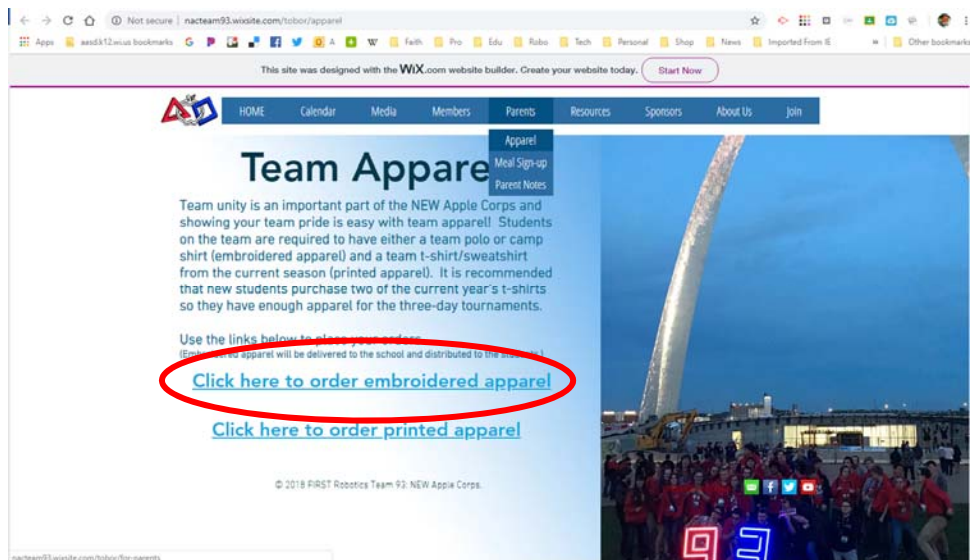 Not secure | nacteam93.wixsite.com/tobor/apparel
Apps aasd.k12.wi.us bookmarks G P A W Faith Pro Edu Robo Tech Personal Shop News Imported From IE » Other bookmarks
This site was designed with the WiX.com website builder. Create your website today. Start Now
HOME Calendar Media Members Parents Resources Sponsors About Us Join
Apparel
Meal Sign-up
Parent Notes
Team Appare
Team unity is an important part of the NEW Apple Corps and
showing your team pride is easy with team apparel! Students
on the team are required to have either a team polo or camp
shirt (embroidered apparel) and a team t-shirt/sweatshirt
from the current season (printed apparel). It is recommended
that new students purchase two of the current year's t-shirts
so they have enough apparel for the three-day tournaments.
Use the links below to place your orders
(Embroidered apparel will be delivered to the school and distributed to the students.)
Click here to order embroidered apparel
Click here to order printed apparel
© 2018 FIRST Robotics Team 93: NEW Apple Corps.
93
nacteam93.wixsite.com/tobor/for-parents